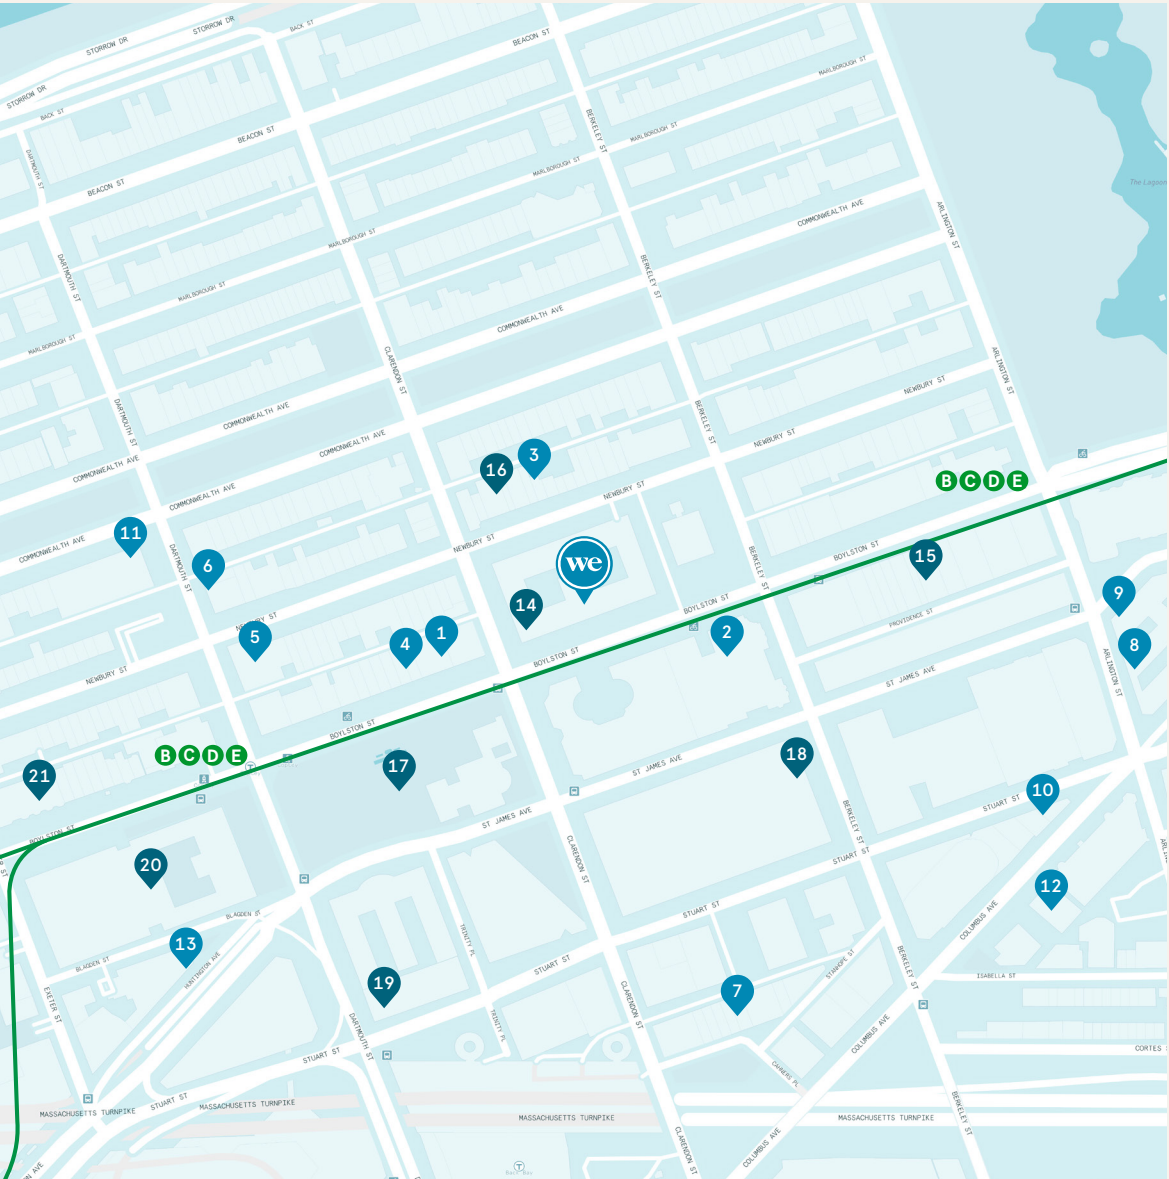 STORROW DR
BACK ST
STORROW DR
BEACON ST
MARLBOROUGH ST
STORROW DR
BACK ST
BERKELEY ST
BEACON ST
MARLBOROUGH ST
DARTMOUTH ST
MARLBOROUGH ST
The Lagoon
BEACON ST
COMMONWEALTH AVE
ARLINGTON ST
MARLBOROUGH ST
DARTMOUTH ST
BERKELEY ST
MARLBOROUGH ST
COMMONWEALTH AVE
MARLBOROUGH ST
CLARENDON ST
ARLINGTON ST
NEWBURY ST
COMMONWEALTH AVE
DARTMOUTH ST
BERKELEY ST
COMMONWEALTH AVE
NEWBURY ST
3
16
COMMONWEALTH AVE
B C D E
COMMONWEALTH AVE
NEWBURY ST
11
COMMONWEALTH AVE
NEWBURY ST
BOYLSTON ST
15
6
DARTMOUTH ST
we
BERKELEY ST
9
14
BOYLSTON ST
PROVIDENCE ST
NEWBURY ST
5
4
1
2
8
BOYLSTON ST
NEWBURY ST
ST JAMES AVE
ARLINGTON ST
BOYLSTON ST
B C D E
T
17
ST JAMES AVE
18
21
10
STUART ST
ST JAMES AVE
BERKELEY ST
BOYLSTON ST
CLARENDON ST
STUART ST
20
12
BLAGDEN ST
STUART ST
COLUMBUS AVE
13
TRINITY PL
BLAGDEN ST
HUNTINGTON AVE
STUART ST
STANHOPE ST
BERKELEY ST
ISABELLA ST
19
7
EXETER ST
CLARENDON ST
TRINITY PL
DARTMOUTH ST
COLUMBUS AVE
CORTES
STUART ST
CAHNERS PL
STUART ST
MASSACHUSETTS TURNPIKE
MASSACHUSETTS TURNPIKE
MASSACHUSETTS TURNPIKE
MASSACHUSETTS TURNPIKE
BERKELEY ST
CLARENDON ST
COLUMBUS AVE
T
Back Bay